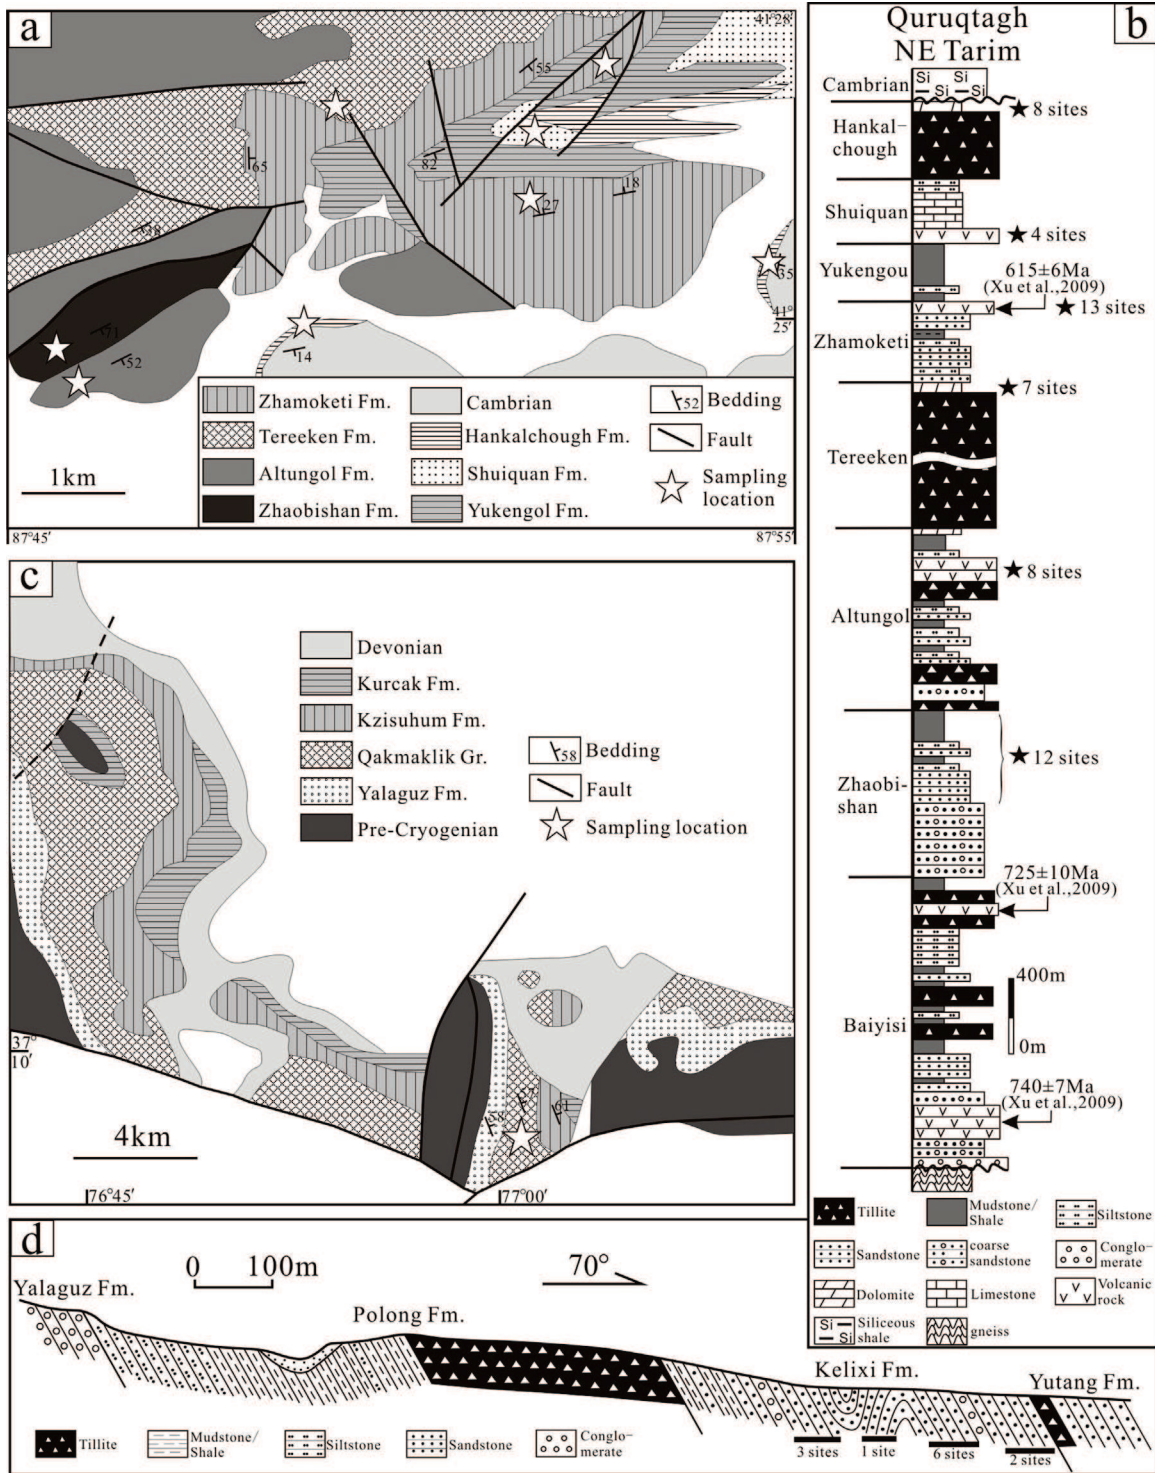 a
41°28′
55
65
82
18
27
38
35
71
52
14
41°
25′
Zhamoketi Fm.
Tereeken Fm.
Altungol Fm.
Zhaobishan Fm.
Cambrian
Hankalchough Fm.
Shuiquan Fm.
Yukengol Fm.
52
Bedding
Fault
Sampling
location
1km
87°45′
87°55′
b
Quruqtagh
NE Tarim
Cambrian
Si
Si
Si
Si
8 sites
Hankal-
chough
Shuiquan
4 sites
Yukengou
615±6Ma
(Xu et al.,2009)
13 sites
Zhamoketi
7 sites
Tereeken
8 sites
Altungol
12 sites
Zhaobi-
shan
725±10Ma
(Xu et al.,2009)
400m
Baiyisi
0m
740±7Ma
(Xu et al.,2009)
Tillite
Mudstone/
Shale
Siltstone
Sandstone
coarse
sandstone
Conglo-
merate
Dolomite
Limestone
Volcanic
rock
Si
Si
Siliceous
shale
gneiss
c
Devonian
Kurcak Fm.
Kzisuhum Fm.
Qakmaklik Gr.
Yalaguz Fm.
Pre-Cryogenian
58
Bedding
Fault
Sampling location
37°
10′
58
57
61
4km
76°45′
77°00′
d
0
100m
70°
Yalaguz Fm.
Polong Fm.
Kelixi Fm.
Yutang Fm.
3 sites
1 site
6 sites
2 sites
Tillite
Mudstone/
Shale
Siltstone
Sandstone
Conglo-
merate